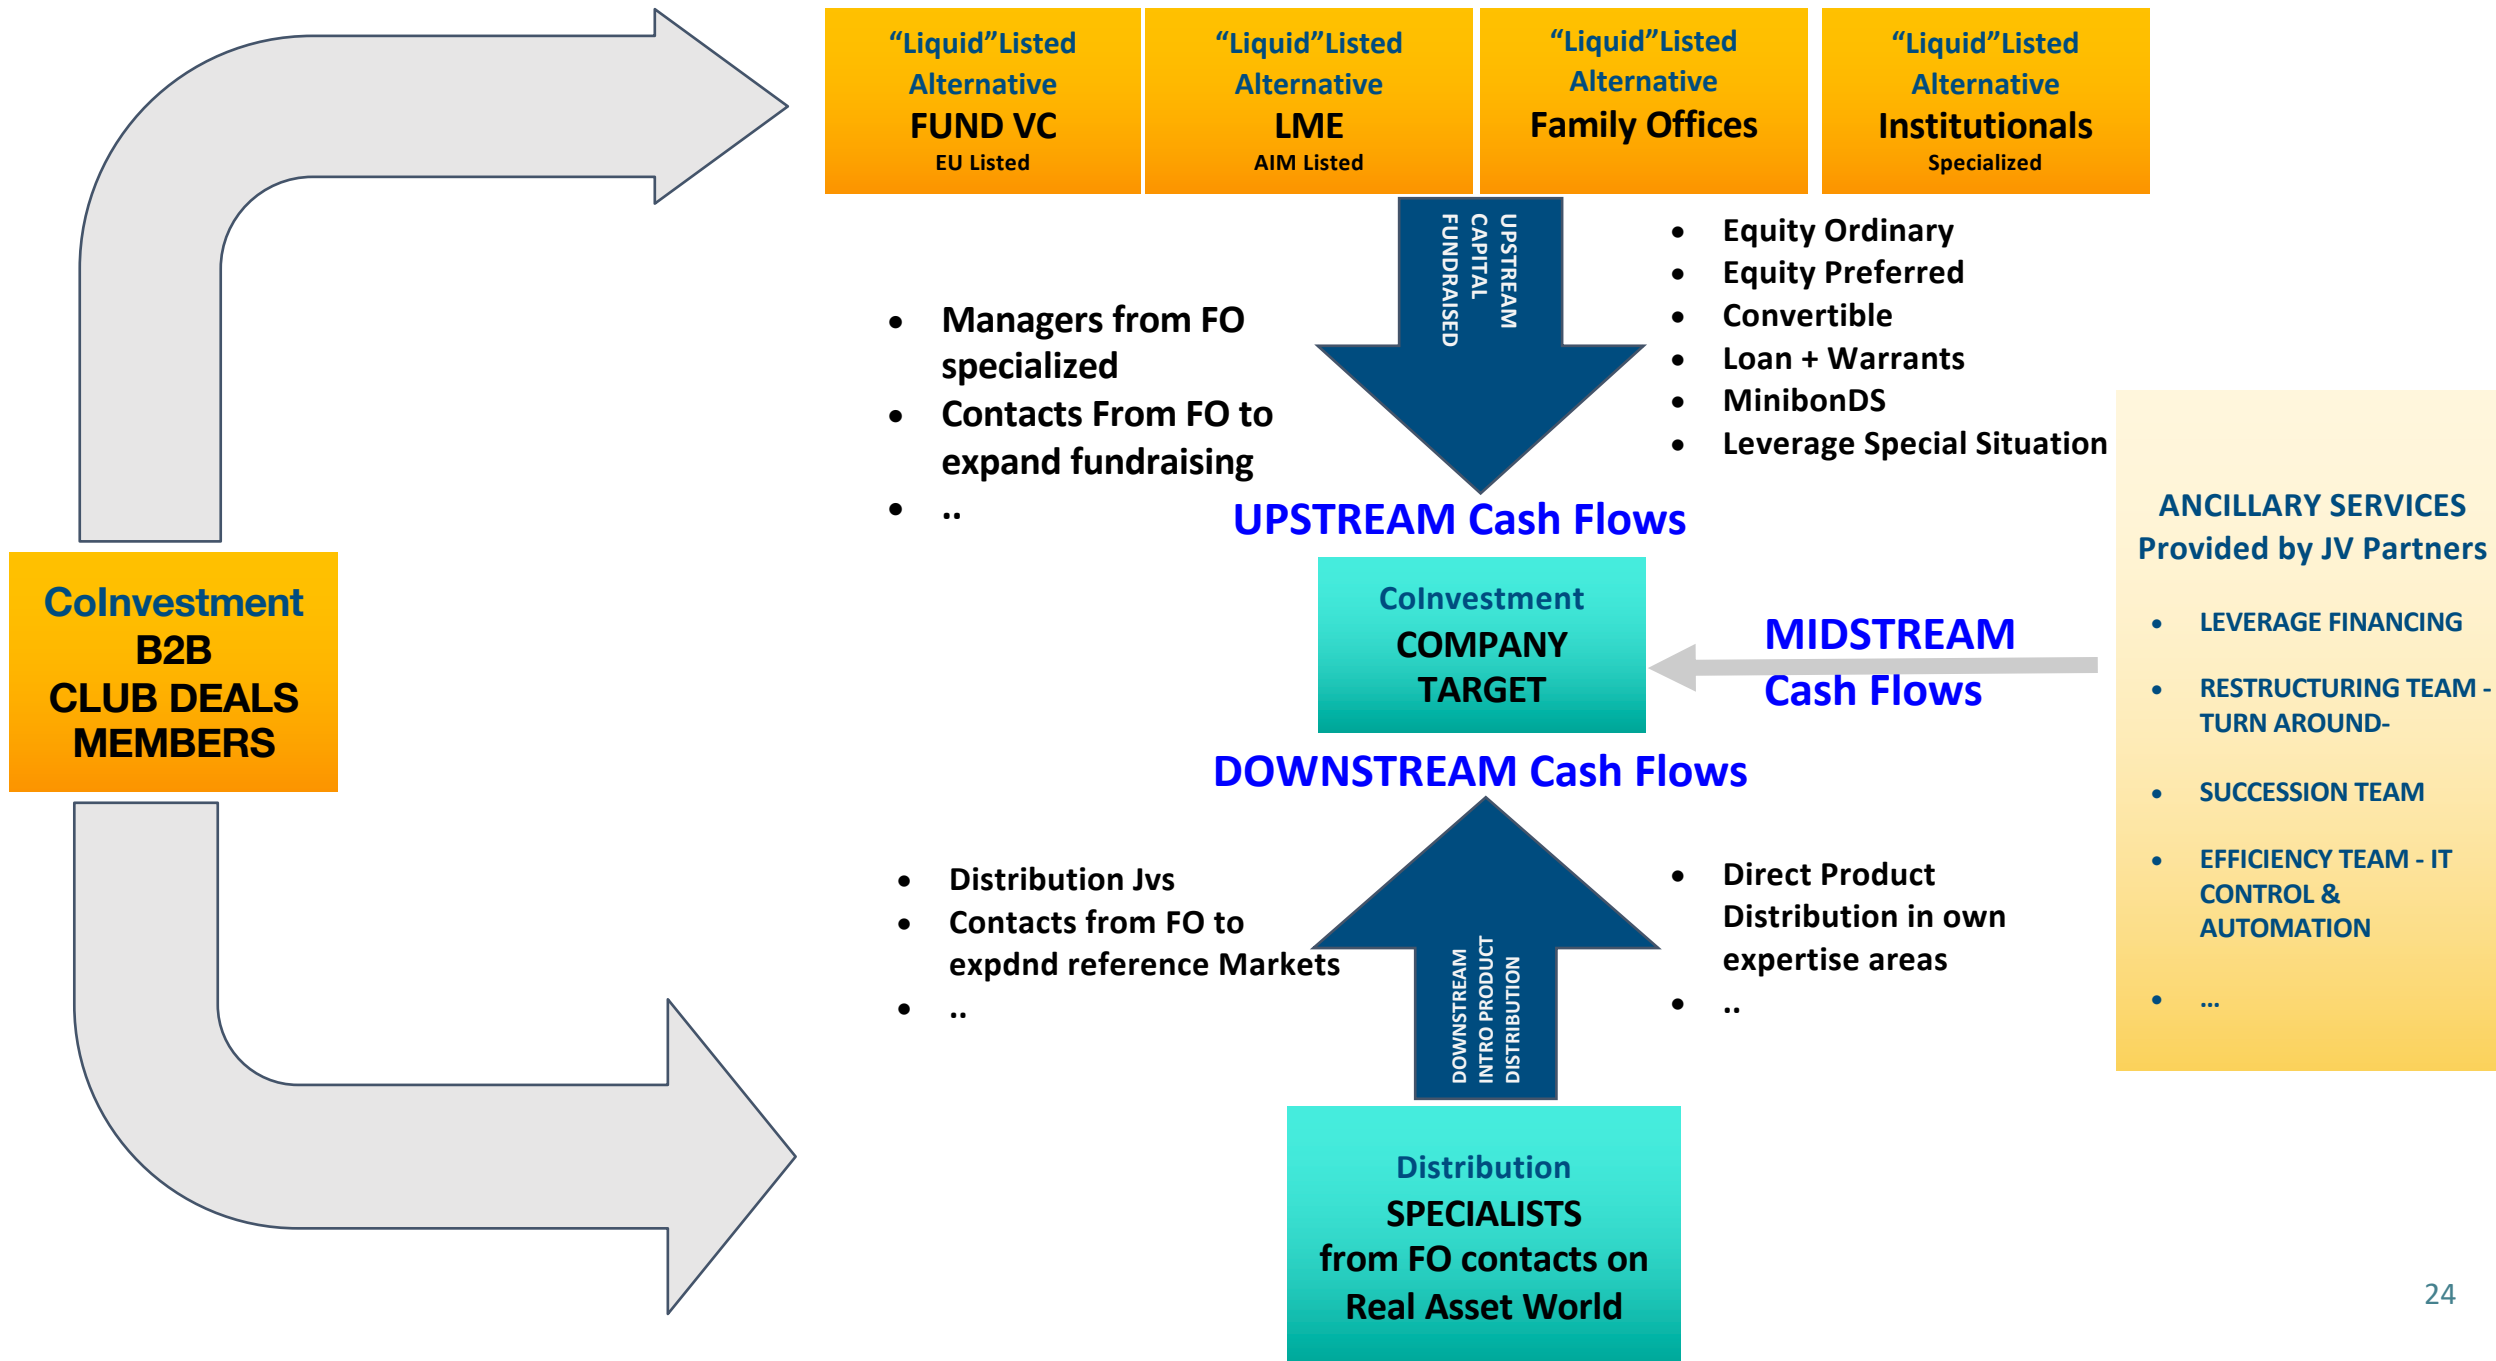 “Liquid”Listed
Alternative
FUND VC
EU Listed
“Liquid”Listed
Alternative
LME
AIM Listed
“Liquid”Listed
Alternative
Family Offices
“Liquid”Listed
Alternative
Institutionals
Specialized
UPSTREAM
CAPITAL
FUNDRAISED
• Managers from FO
specialized
• Contacts From FO to
expand fundraising
• ..
• Equity Ordinary
• Equity Preferred
• Convertible
• Loan + Warrants
• MinibonDS
• Leverage Special Situation
UPSTREAM Cash Flows
CoInvestment
B2B
CLUB DEALS
MEMBERS
CoInvestment
COMPANY
TARGET
MIDSTREAM
Cash Flows
ANCILLARY SERVICES
Provided by JV Partners
• LEVERAGE FINANCING
• RESTRUCTURING TEAM -
TURN AROUND-
• SUCCESSION TEAM
• EFFICIENCY TEAM - IT
CONTROL &
AUTOMATION
• ...
DOWNSTREAM Cash Flows
• Distribution Jvs
• Contacts from FO to
expdnd reference Markets
• ..
DOWNSTREAM
INTRO PRODUCT
DISTRIBUTION
• Direct Product
Distribution in own
expertise areas
• ..
Distribution
SPECIALISTS
from FO contacts on
Real Asset World
24